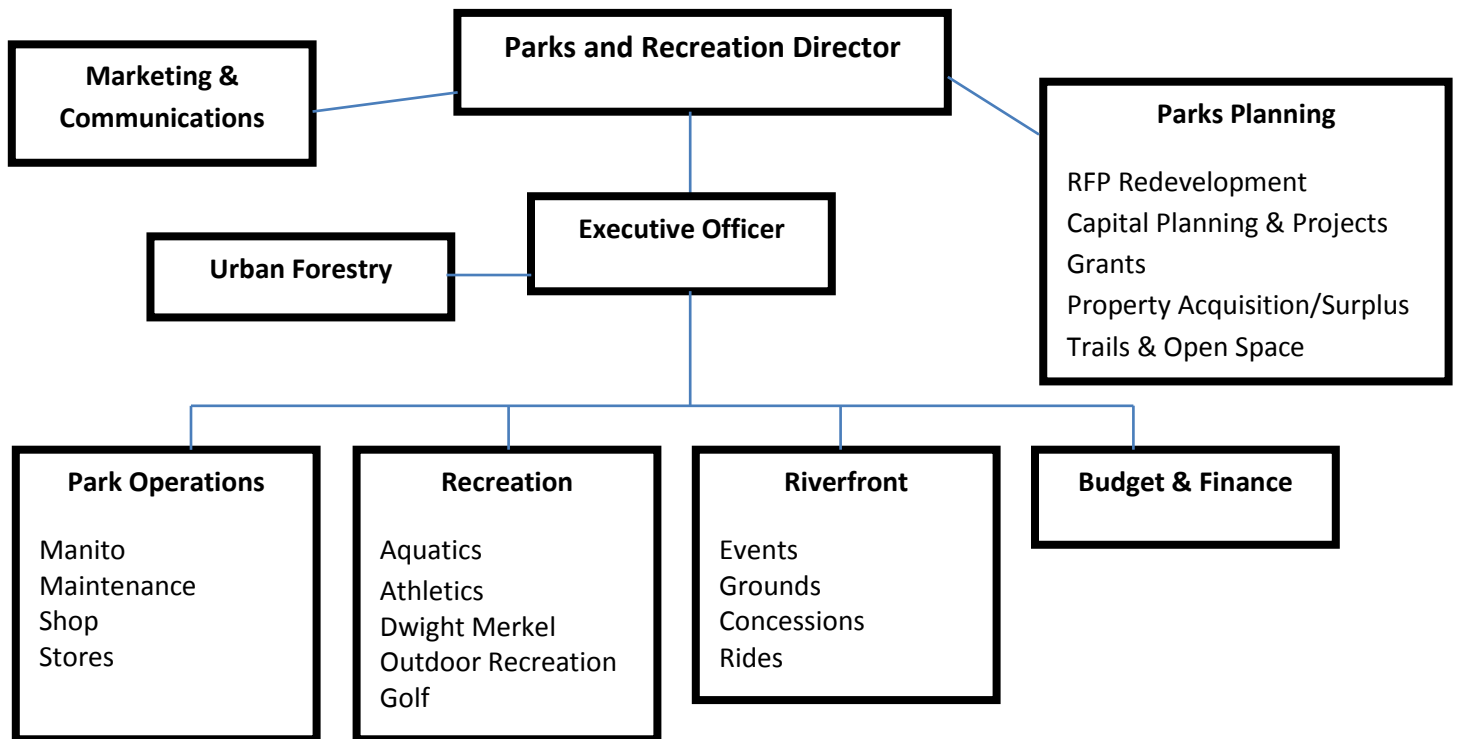 Parks and Recreation Director
Marketing &
Communications
Parks Planning
RFP Redevelopment
Capital Planning & Projects
Grants
Property Acquisition/Surplus
Trails & Open Space
Executive Officer
Urban Forestry
Park Operations
Manito
Maintenance
Shop
Stores
Recreation
Aquatics
Athletics
Dwight Merkel
Outdoor Recreation
Golf
Riverfront
Events
Grounds
Concessions
Rides
Budget & Finance